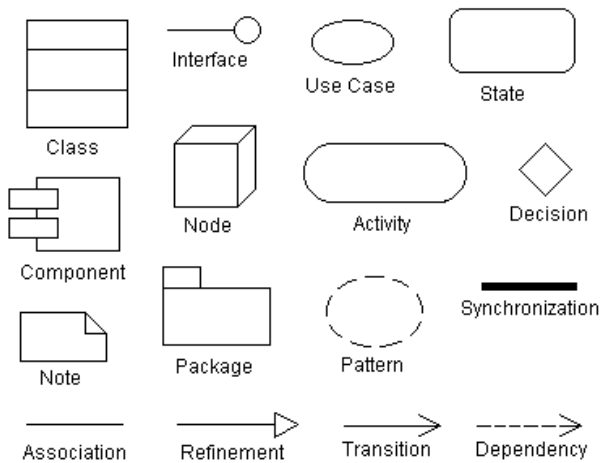 Interface
Use Case
State
Class
Node
Activity
Decision
Component
Synchronization
Note
Package
Pattern
Association
Refinement
Transition
Dependency